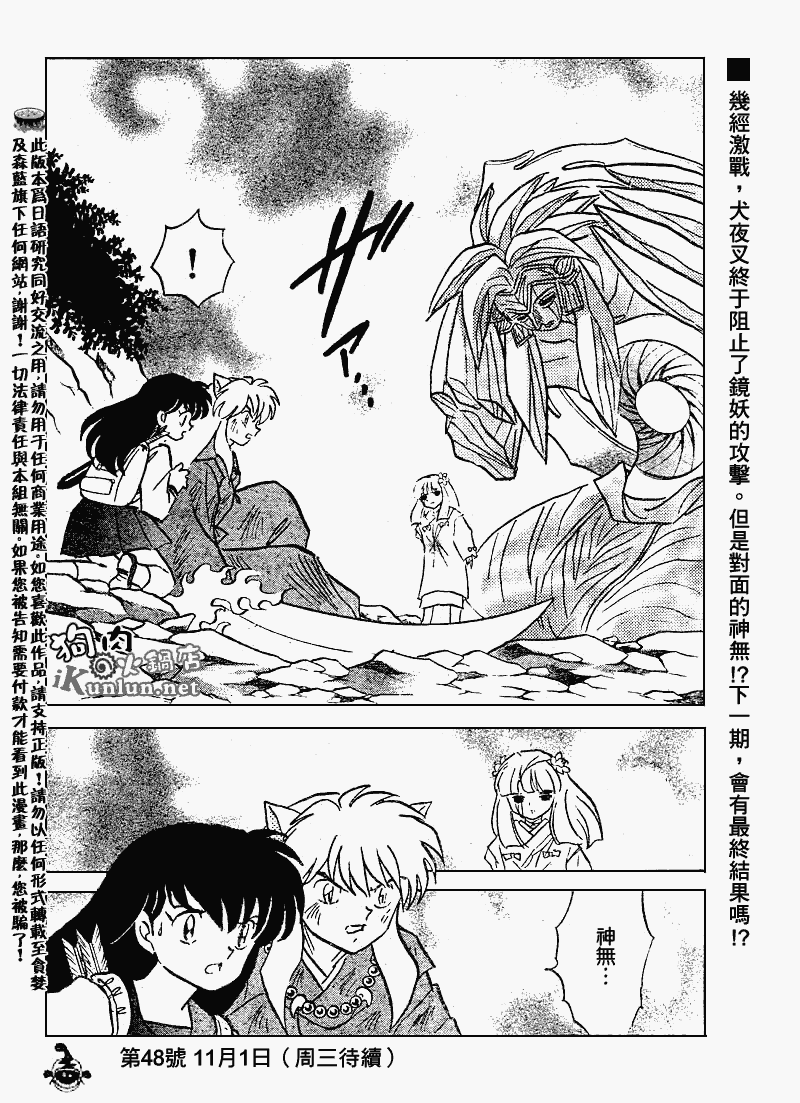 ■幾經激戰，犬夜叉終于阻止了鏡妖的攻擊。但是對面的神無!?下一期，會有最終結果嗎!?
！
サァ…
神無…
此版本爲日語研究同好交流之用，請勿用于任何商業用途。如您喜歡此作品，請支持正版！請勿以任何形式轉載至貪婪
及森藍旗下任何網站，謝謝！一切法律責任與本組無關。如果您被告知需要付款才能看到此漫畫，那麽，您被騙了！
狗肉火鍋店
iKunlun.net
第48號 11月1日（周三待續）